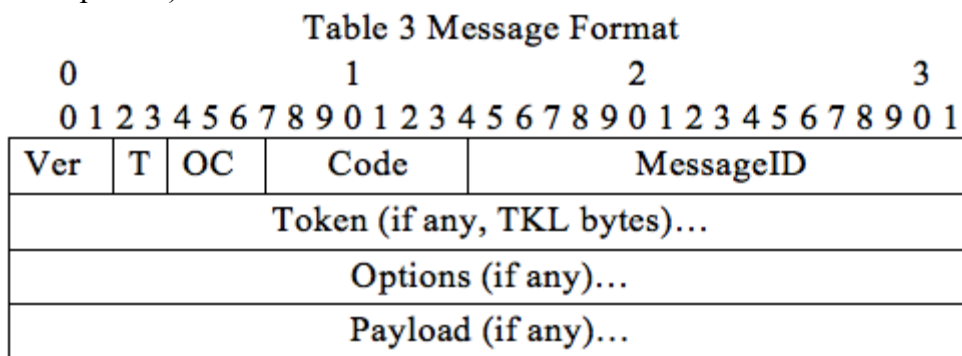 Table 3 Message Format
0 1 2 3
0 1 2 3 4 5 6 7 8 9 0 1 2 3 4 5 6 7 8 9 0 1 2 3 4 5 6 7 8 9 0 1
Ver T OC Code MessageID
Token (if any, TKL bytes)...
Options (if any)...
Payload (if any)...